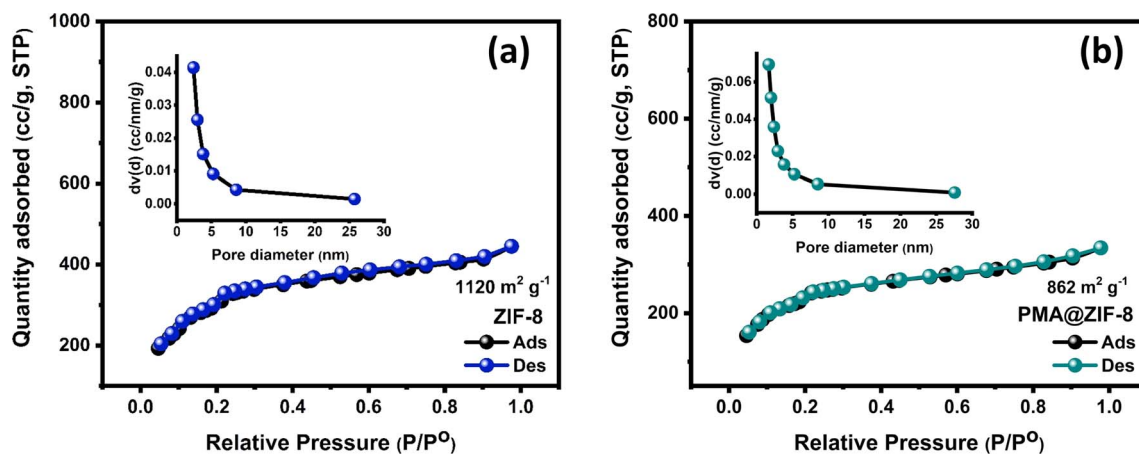 (a)
Quantity adsorbed (cc/g, STP)
1000
800
600
400
200
0.0 0.2 0.4 0.6 0.8 1.0
Relative Pressure (P/P⁰)
dv(d) (cc/nm/g)
0.04
0.03
0.02
0.01
0.00
0 5 10 15 20 25 30
Pore diameter (nm)
1120 m² g⁻¹
ZIF-8
Ads
Des
(b)
Quantity adsorbed (cc/g, STP)
800
600
400
200
0
0.0 0.2 0.4 0.6 0.8 1.0
Relative Pressure (P/P⁰)
dv(d) (cc/nm/g)
0.06
0.04
0.02
0.00
0 5 10 15 20 25 30
Pore diameter (nm)
862 m² g⁻¹
PMA@ZIF-8
Ads
Des